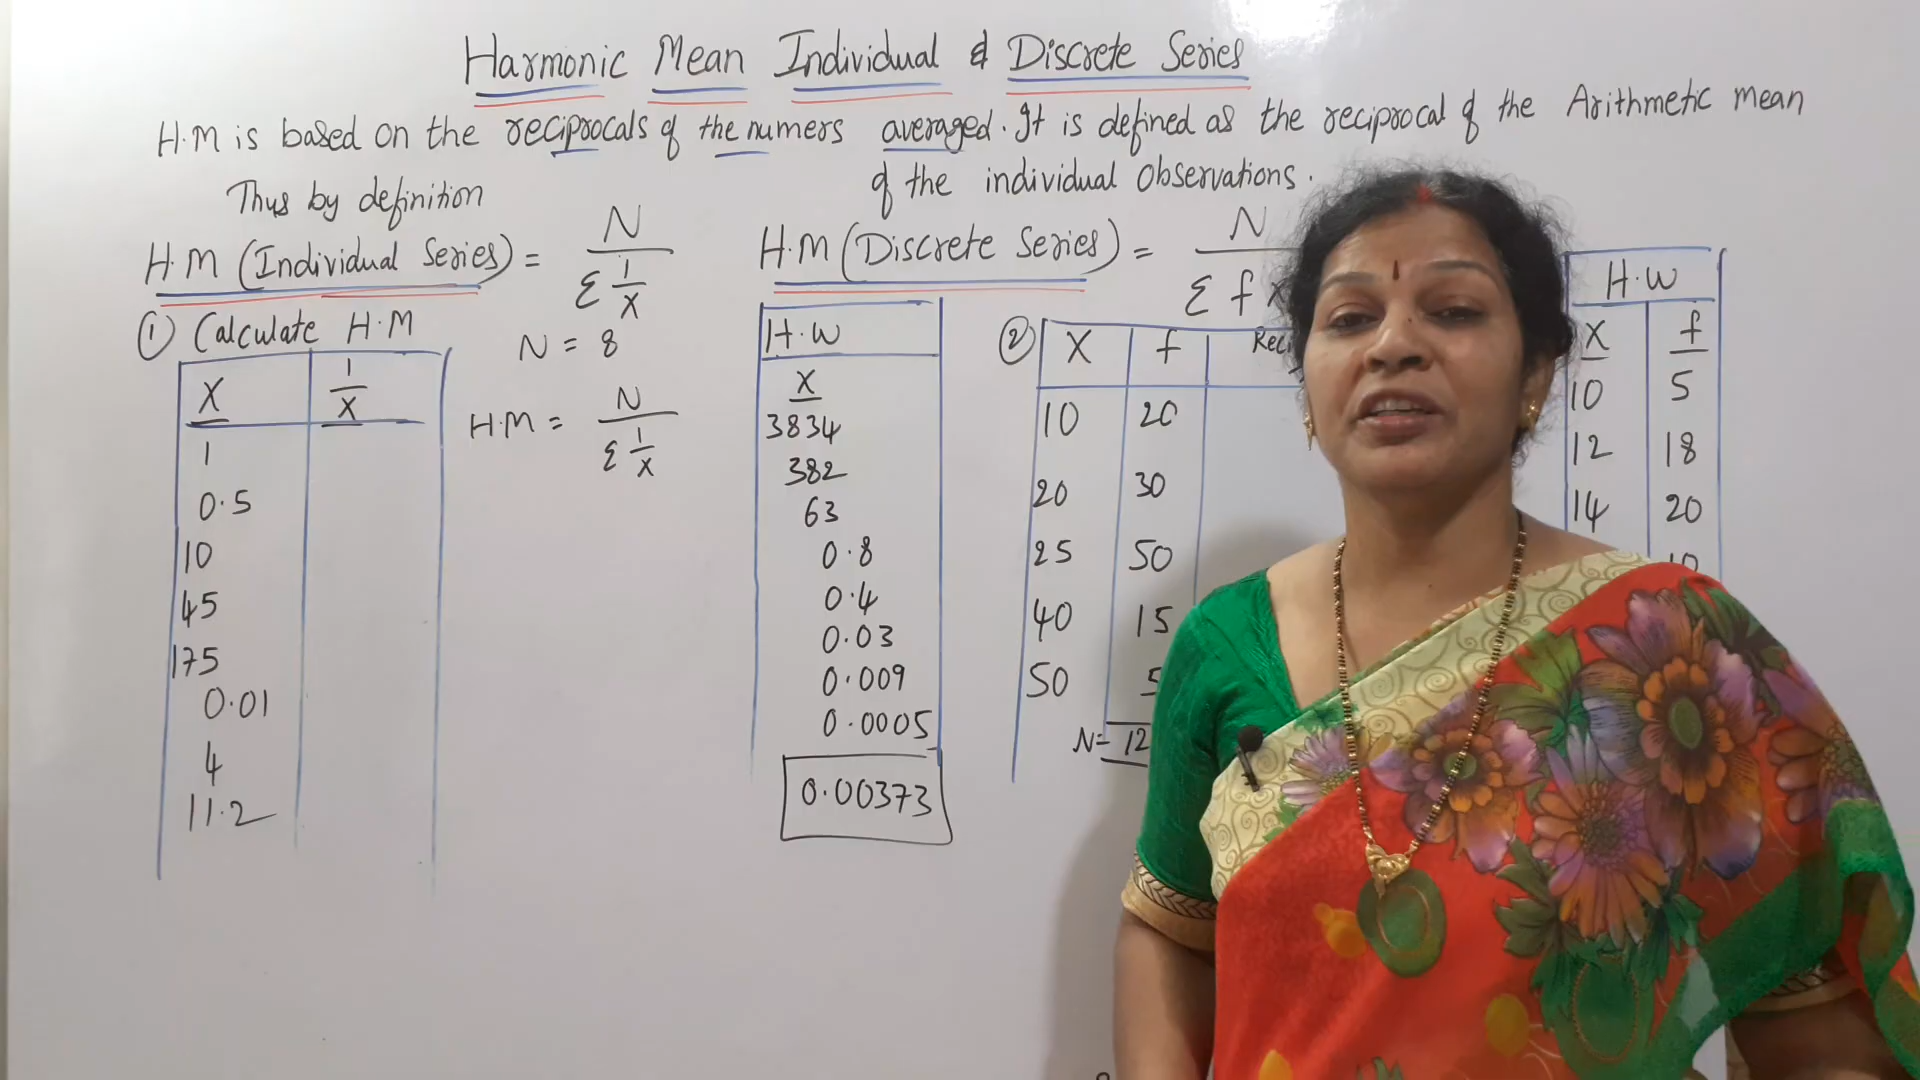 Harmonic Mean Individual & Discrete Series
H.M is based on the reciprocals of the numers averaged. It is defined as the reciprocal of the Arithmetic mean
of the individual Observations.
Thus by definition
H.M (Individual Series) = N / Σ 1/X
H.M (Discrete Series) = N / Σ f x
① Calculate H.M
X 1/X
1
0.5
10
45
175
0.01
4
11.2
N = 8
H.M = N / Σ 1/X
H.W
X
3834
382
63
0.8
0.4
0.03
0.009
0.0005
0.00373
② X f
10 20
20 30
25 50
40 15
50 5
N = 12
H.W
X f
10 5
12 18
14 20
10